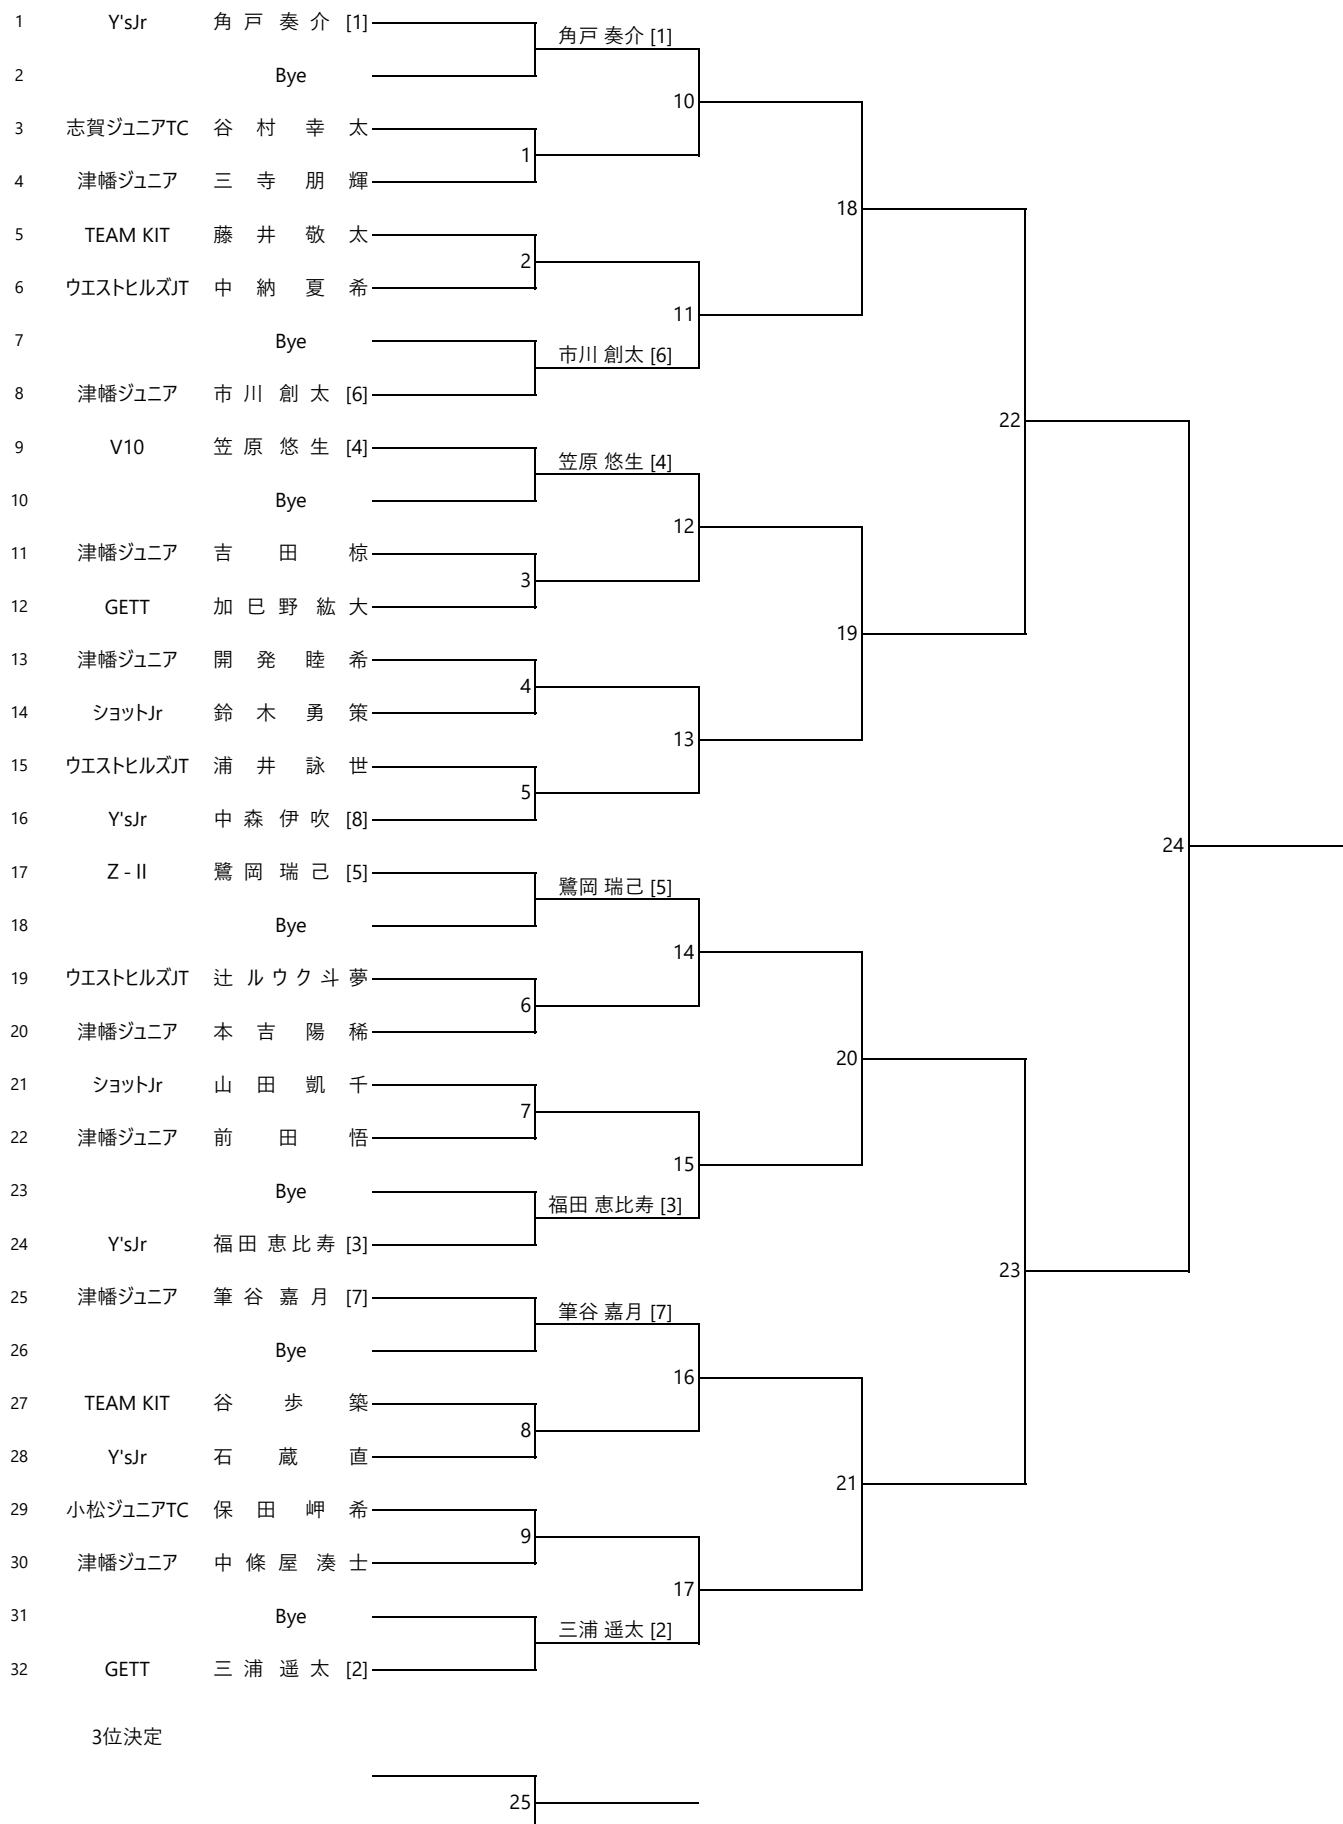 1 Y'sJr 角戸 奏介 [1]
角戸 奏介 [1]
2 Bye
10
3 志賀ジュニアTC 谷村 幸太
1
4 津幡ジュニア 三寺 朋輝
18
5 TEAM KIT 藤井 敬太
2
6 ウエストヒルズJT 中納 夏希
11
7 Bye
市川 創太 [6]
8 津幡ジュニア 市川 創太 [6]
22
9 V10 笠原 悠生 [4]
笠原 悠生 [4]
10 Bye
12
11 津幡ジュニア 吉田 椋
3
12 GETT 加巳野 紘大
19
13 津幡ジュニア 開発 睦希
4
14 ショットJr 鈴木 勇策
13
15 ウエストヒルズJT 浦井 詠世
5
16 Y'sJr 中森 伊吹 [8]
24
17 Z - II 鷺岡 瑞己 [5]
鷺岡 瑞己 [5]
18 Bye
14
19 ウエストヒルズJT 辻 ルウク斗夢
6
20 津幡ジュニア 本吉 陽稀
20
21 ショットJr 山田 凱千
7
22 津幡ジュニア 前田 悟
15
23 Bye
福田 恵比寿 [3]
24 Y'sJr 福田 恵比寿 [3]
23
25 津幡ジュニア 筆谷 嘉月 [7]
筆谷 嘉月 [7]
26 Bye
16
27 TEAM KIT 谷 歩築
8
28 Y'sJr 石蔵 直
21
29 小松ジュニアTC 保田 岬希
9
30 津幡ジュニア 中條屋 湊士
17
31 Bye
三浦 遥太 [2]
32 GETT 三浦 遥太 [2]
3位決定
25